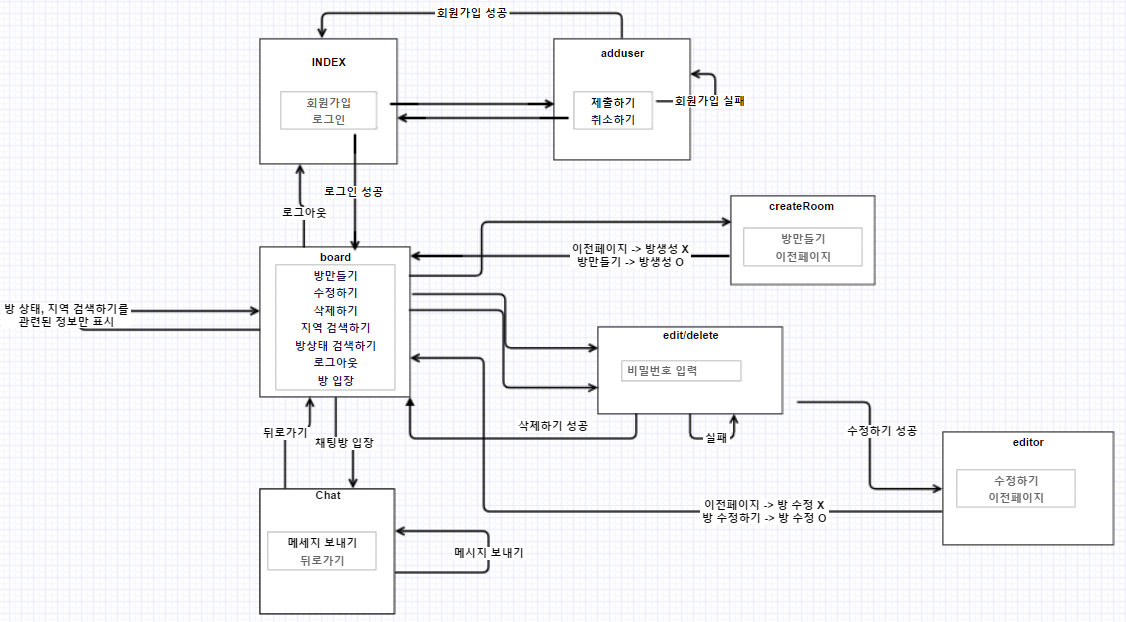 회원가입 성공
INDEX
회원가입
로그인
adduser
제출하기
취소하기
회원가입 실패
로그인 성공
로그아웃
createRoom
방만들기
이전페이지
이전페이지 -> 방생성 X
방만들기 -> 방생성 O
board
방만들기
수정하기
삭제하기
지역 검색하기
방상태 검색하기
로그아웃
방 입장
방 상태, 지역 검색하기를
관련된 정보만 표시
edit/delete
비밀번호 입력
삭제하기 성공
실패
수정하기 성공
editor
수정하기
이전페이지
이전페이지 -> 방 수정 X
방 수정하기 -> 방 수정 O
뒤로가기
채팅방 입장
Chat
메세지 보내기
뒤로가기
메시지 보내기